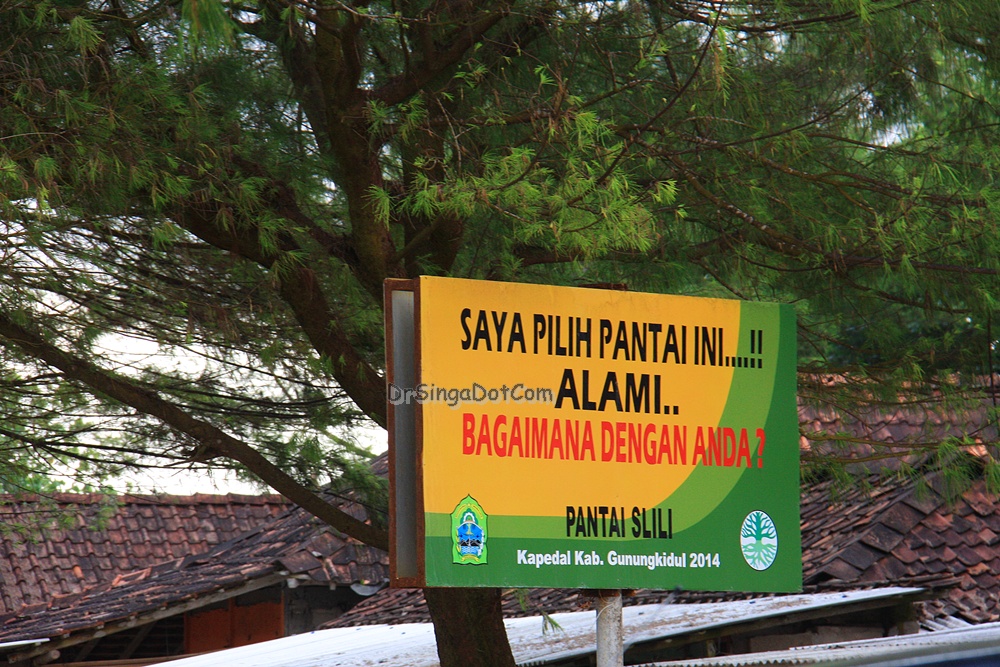 SAYA PILIH PANTAI INI.....!!
ALAMI..
DrSingaDotCom
BAGAIMANA DENGAN ANDA ?
PANTAI SLILI
Kapedal Kab. Gunungkidul 2014